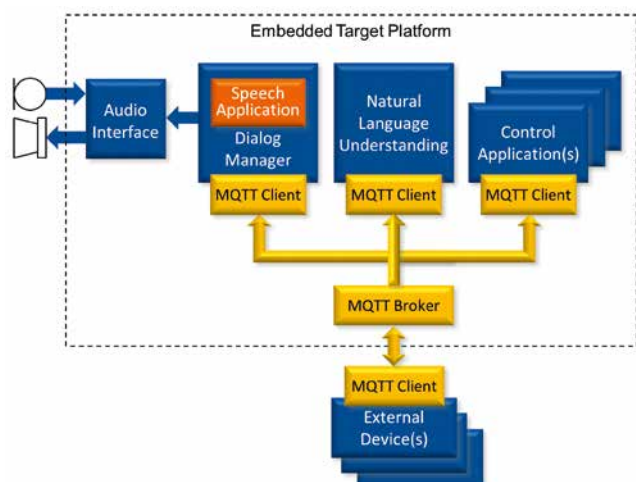 Embedded Target Platform
Audio
Interface
Speech
Application
Dialog
Manager
MQTT Client
Natural
Language
Understanding
MQTT Client
Control
Application(s)
MQTT Client
MQTT Broker
MQTT Client
External
Device(s)